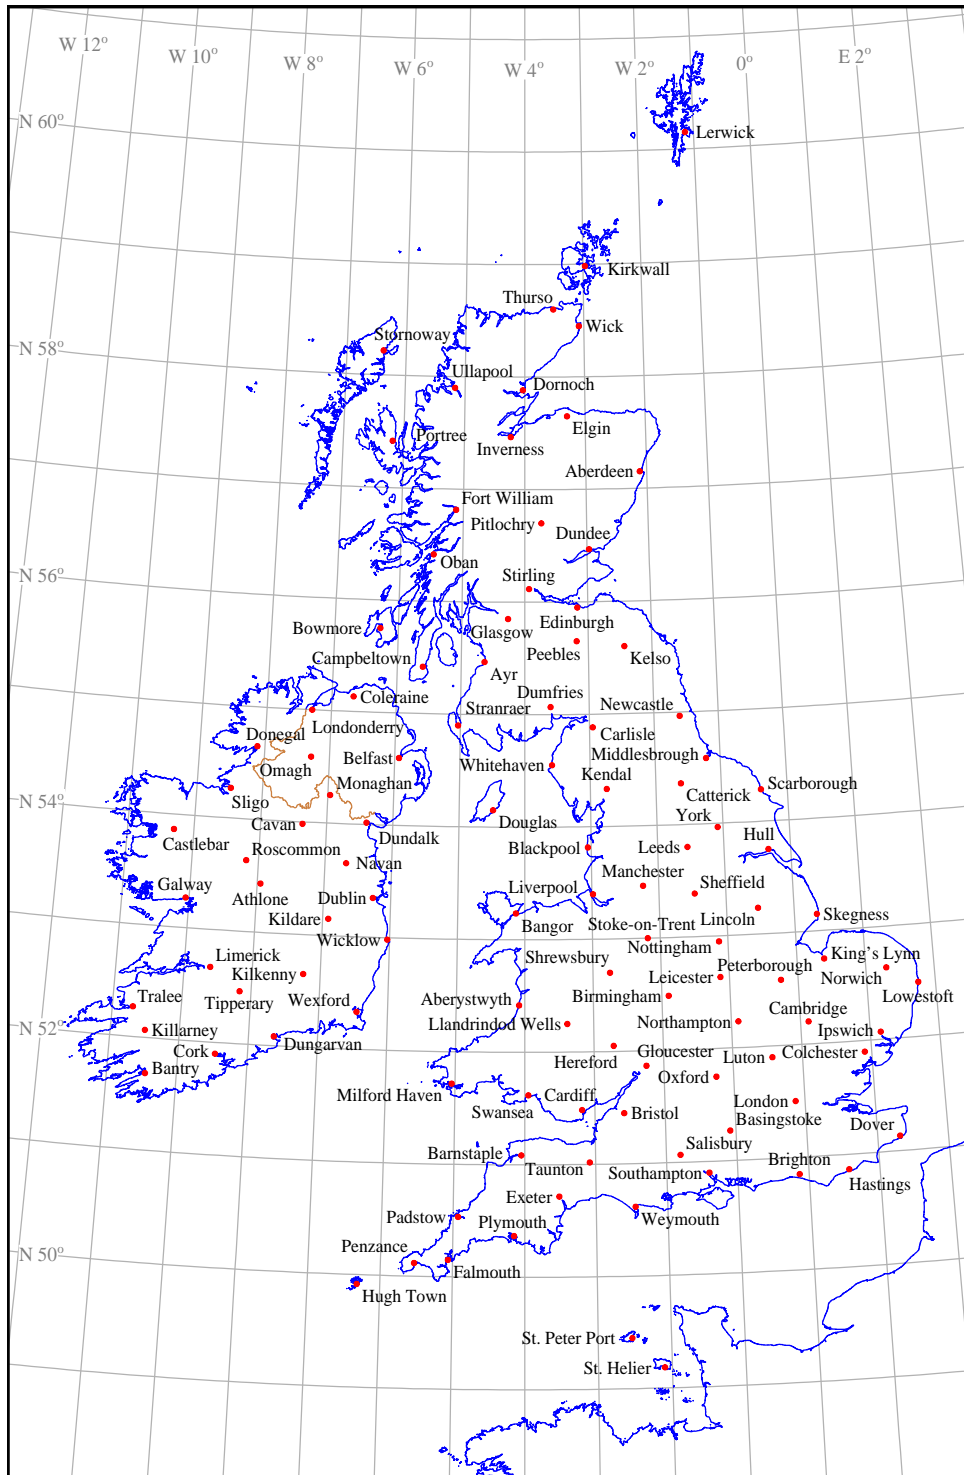 W 12°
W 10°
W 8°
W 6°
W 4°
W 2°
0°
E 2°
N 60°
Lerwick
Kirkwall
Thurso
Wick
Stornoway
N 58°
Ullapool
Dornoch
Elgin
Portree
Inverness
Aberdeen
Fort William
Pitlochry
Dundee
Oban
Stirling
N 56°
Bowmore
Glasgow
Edinburgh
Peebles
Kelso
Campbeltown
Ayr
Coleraine
Dumfries
Newcastle
Stranraer
Londonderry
Carlisle
Donegal
Belfast
Middlesbrough
Omagh
Whitehaven
Kendal
Monaghan
Scarborough
Catterick
Sligo
N 54°
Douglas
York
Cavan
Dundalk
Hull
Castlebar
Roscommon
Blackpool
Leeds
Navan
Manchester
Galway
Liverpool
Sheffield
Athlone
Dublin
Kildare
Bangor
Stoke-on-Trent
Lincoln
Skegness
Wicklow
Nottingham
Limerick
Shrewsbury
King's Lynn
Kilkenny
Leicester
Peterborough
Norwich
Tralee
Tipperary
Wexford
Aberystwyth
Birmingham
Lowestoft
Cambridge
N 52°
Killarney
Llandrindod Wells
Northampton
Ipswich
Dungarvan
Cork
Hereford
Gloucester
Luton
Colchester
Bantry
Oxford
Milford Haven
Cardiff
London
Swansea
Bristol
Basingstoke
Dover
Barnstaple
Salisbury
Taunton
Southampton
Brighton
Hastings
Exeter
Padstow
Plymouth
Weymouth
Penzance
N 50°
Falmouth
Hugh Town
St. Peter Port
St. Helier